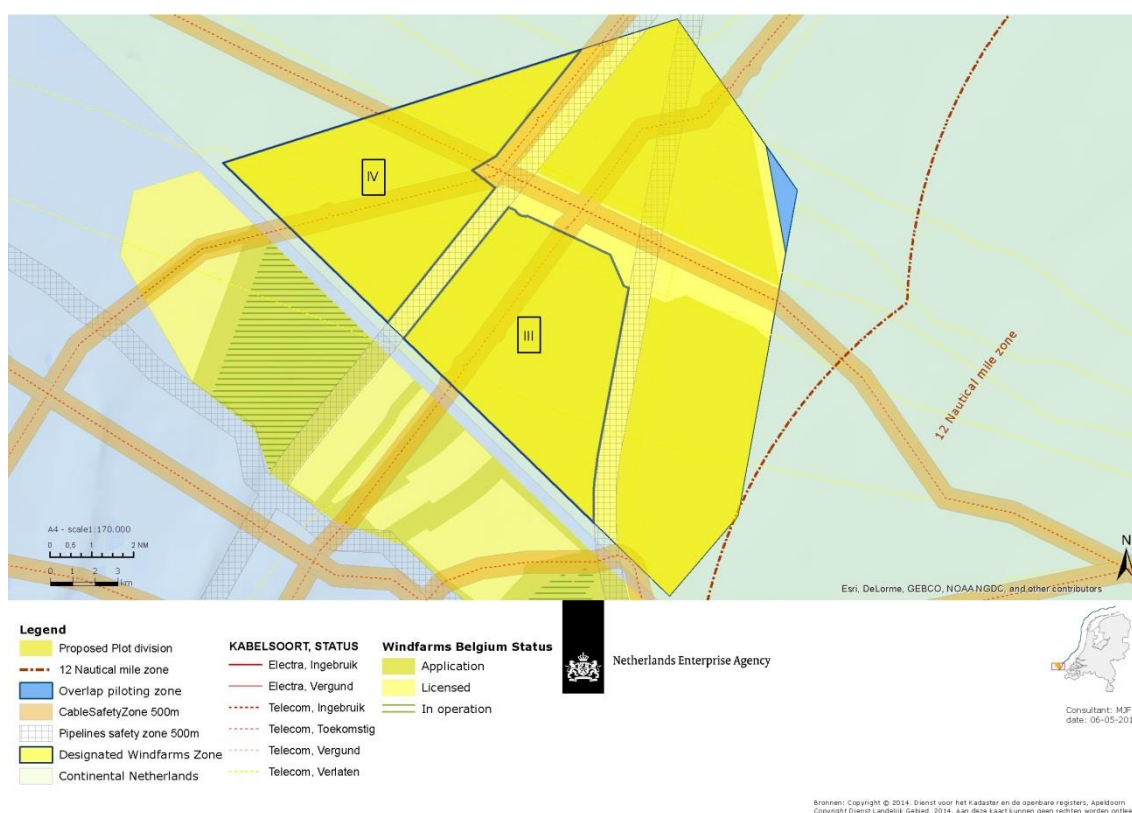 IV
III
12 Nautical mile zone
A4 - scale1:170.000
0 0,5 1 2 NM
0 1 2 3
km
N
Esri, DeLorme, GEBCO, NOAA NGDC, and other contributors
Legend
Proposed Plot division
12 Nautical mile zone
Overlap piloting zone
CableSafetyZone 500m
Pipelines safety zone 500m
Designated Windfarms Zone
Continental Netherlands
KABELSOORT, STATUS
Electra, Ingebruik
Electra, Vergund
Telecom, Ingebruik
Telecom, Toekomstig
Telecom, Vergund
Telecom, Verlaten
Windfarms Belgium Status
Application
Licensed
In operation
Netherlands Enterprise Agency
Consultant: MJF
date: 06-05-201
Bronnen: Copyright © 2014. Dienst voor het Kadaster en de openbare registers, Apeldoorn
Copyright Dienst Landelijk Gebied, 2014. Aan deze kaart kunnen geen rechten worden ontlee